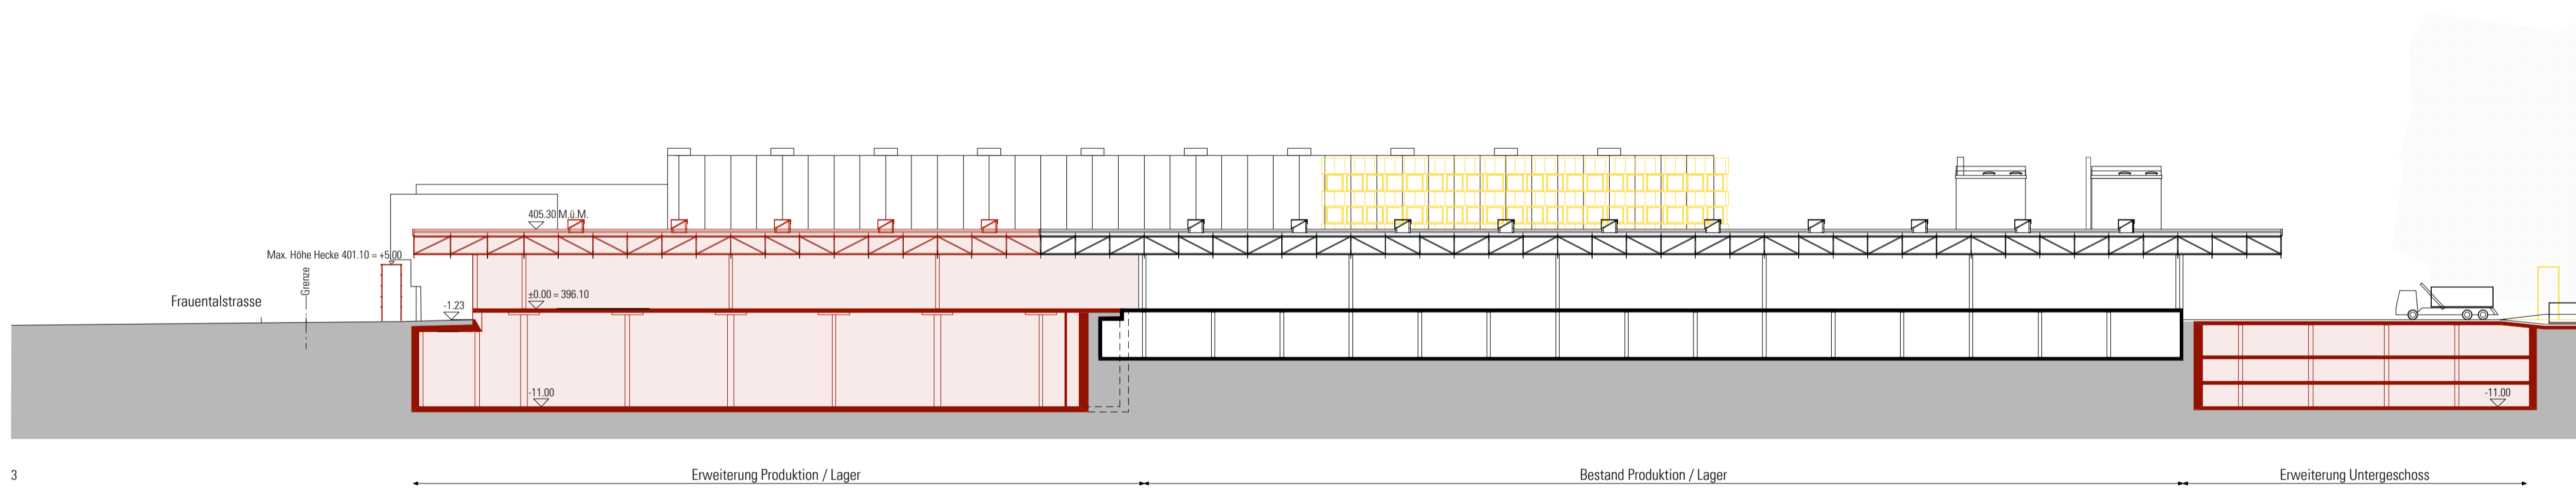 405.30 M.ü.M.
Max. Höhe Hecke 401.10 = +5.00
Grenze
Frauentalstrasse
±0.00 = 396.10
-1.23
-11.00
-11.00
3
Erweiterung Produktion / Lager
Bestand Produktion / Lager
Erweiterung Untergeschoss